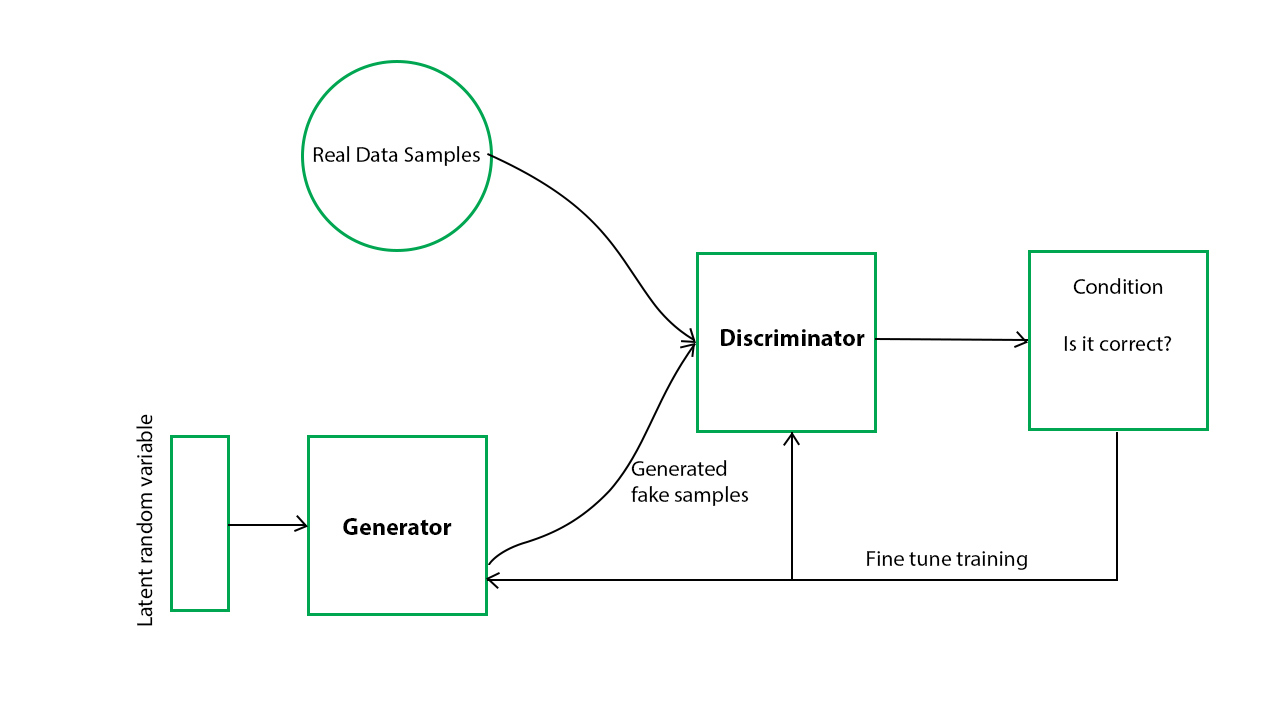 Real Data Samples
Discriminator
Condition
Is it correct?
Latent random variable
Generator
Generated
fake samples
Fine tune training